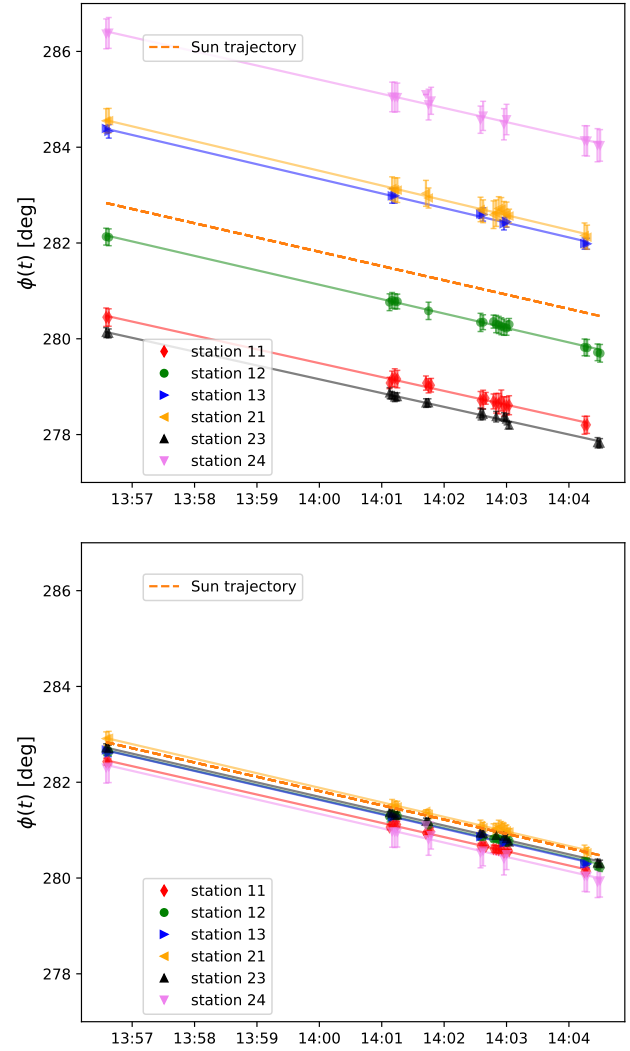 286
284
282
280
278
ϕ(t) [deg]
Sun trajectory
station 11
station 12
station 13
station 21
station 23
station 24
13:57 13:58 13:59 14:00 14:01 14:02 14:03 14:04
286
284
282
280
278
ϕ(t) [deg]
Sun trajectory
station 11
station 12
station 13
station 21
station 23
station 24
13:57 13:58 13:59 14:00 14:01 14:02 14:03 14:04